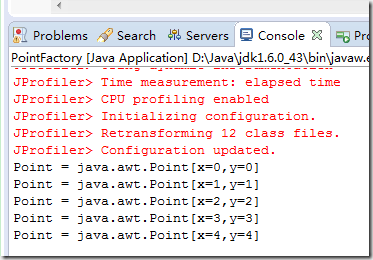 Problems Search Servers Console Pro
PointFactory [Java Application] D:\Java\jdk1.6.0_43\bin\javaw.e
JProfiler> Time measurement: elapsed time
JProfiler> CPU profiling enabled
JProfiler> Initializing configuration.
JProfiler> Retransforming 12 class files.
JProfiler> Configuration updated.
Point = java.awt.Point[x=0,y=0]
Point = java.awt.Point[x=1,y=1]
Point = java.awt.Point[x=2,y=2]
Point = java.awt.Point[x=3,y=3]
Point = java.awt.Point[x=4,y=4]